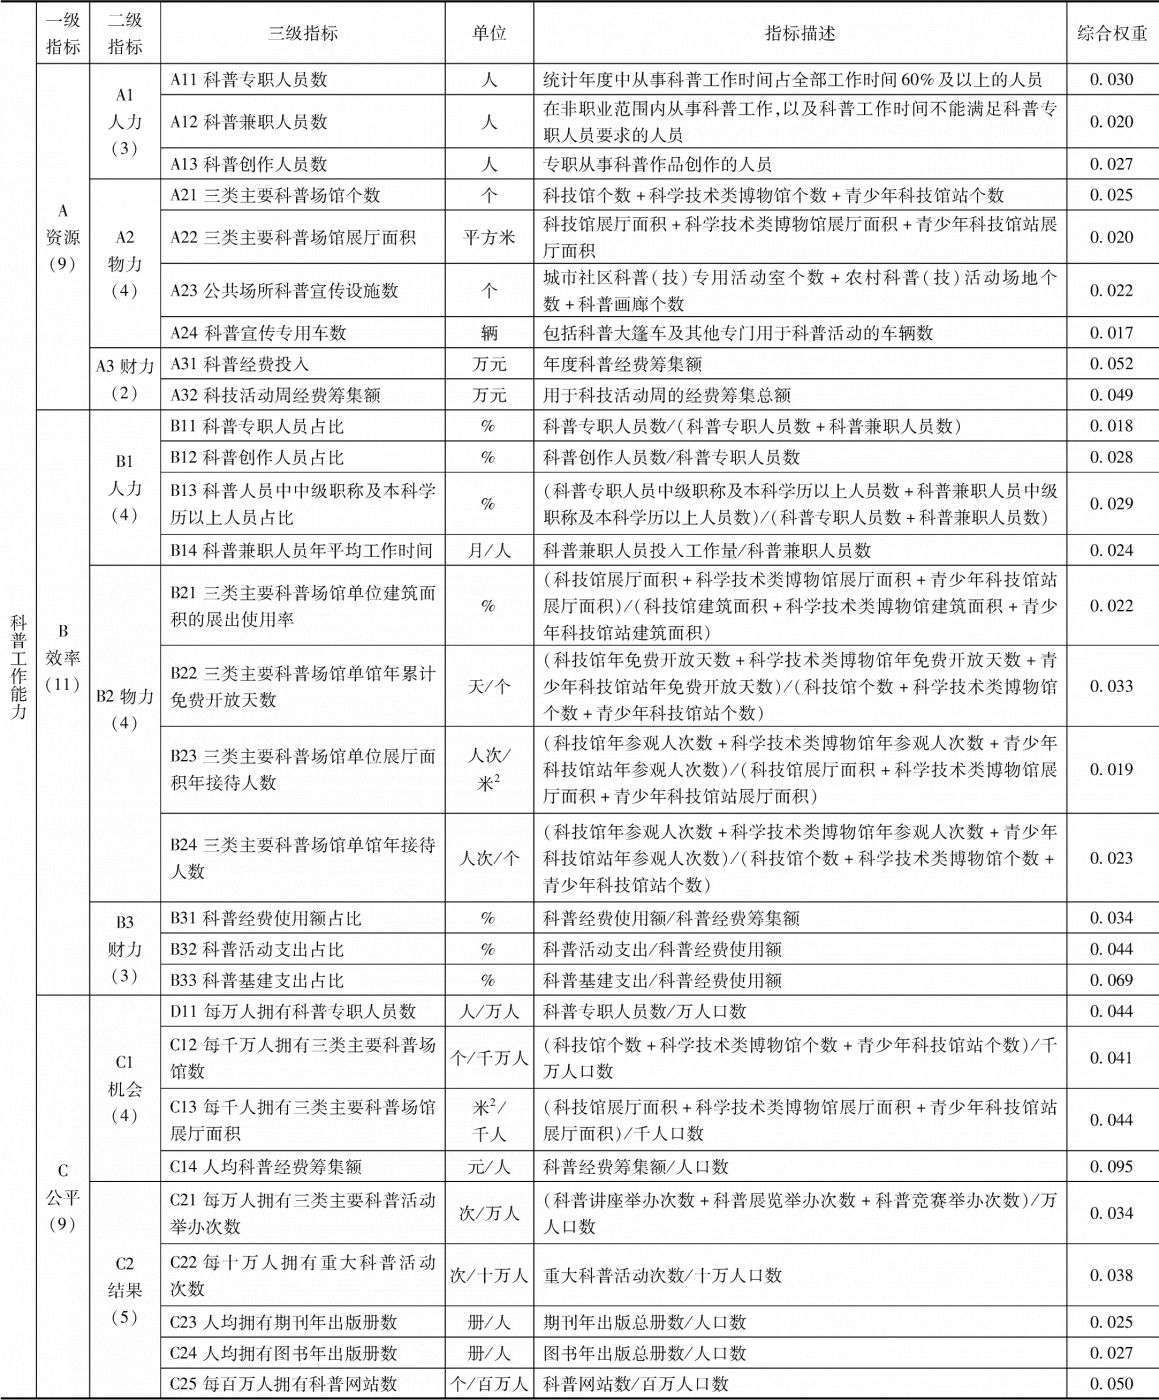 一级
指标
二级
指标
三级指标
单位
指标描述
综合权重
科普工作能力
A
资源
(9)
A1
人力
(3)
A11 科普专职人员数
人
统计年度中从事科普工作时间占全部工作时间 60% 及以上的人员
0. 030
A12 科普兼职人员数
人
在非职业范围内从事科普工作，以及科普工作时间不能满足科普专
职人员要求的人员
0. 020
A13 科普创作人员数
人
专职从事科普作品创作的人员
0. 027
A2
物力
(4)
A21 三类主要科普场馆个数
个
科技馆个数 + 科学技术类博物馆个数 + 青少年科技馆站个数
0. 025
A22 三类主要科普场馆展厅面积
平方米
科技馆展厅面积 + 科学技术类博物馆展厅面积 + 青少年科技馆站展
厅面积
0. 020
A23 公共场所科普宣传设施数
个
城市社区科普(技)专用活动室个数 + 农村科普(技)活动场地个
数 + 科普画廊个数
0. 022
A24 科普宣传专用车数
辆
包括科普大篷车及其他专门用于科普活动的车辆数
0. 017
A3 财力
(2)
A31 科普经费投入
万元
年度科普经费筹集额
0. 052
A32 科技活动周经费筹集额
万元
用于科技活动周的经费筹集总额
0. 049
B
效率
(11)
B1
人力
(4)
B11 科普专职人员占比
%
科普专职人员数/(科普专职人员数 + 科普兼职人员数)
0. 018
B12 科普创作人员占比
%
科普创作人员数/科普专职人员数
0. 028
B13 科普人员中中级职称及本科学
历以上人员占比
%
(科普专职人员中级职称及本科学历以上人员数 + 科普兼职人员中级
职称及本科学历以上人员数)/(科普专职人员数 + 科普兼职人员数)
0. 029
B14 科普兼职人员年平均工作时间
月/人
科普兼职人员投入工作量/科普兼职人员数
0. 024
B2 物力
(4)
B21 三类主要科普场馆单位建筑面
积的展出使用率
%
(科技馆展厅面积 + 科学技术类博物馆展厅面积 + 青少年科技馆站
展厅面积)/(科技馆建筑面积 + 科学技术类博物馆建筑面积 + 青少
年科技馆站建筑面积)
0. 022
B22 三类主要科普场馆单馆年累计
免费开放天数
天/个
(科技馆年免费开放天数 + 科学技术类博物馆年免费开放天数 + 青
少年科技馆站年免费开放天数)/(科技馆个数 + 科学技术类博物馆
个数 + 青少年科技馆站个数)
0. 033
B23 三类主要科普场馆单位展厅面
积年接待人数
人次/
米²
(科技馆年参观人次数 + 科学技术类博物馆年参观人次数 + 青少年
科技馆站年参观人次数)/(科技馆展厅面积 + 科学技术类博物馆展
厅面积 + 青少年科技馆站展厅面积)
0. 019
B24 三类主要科普场馆单馆年接待
人数
人次/个
(科技馆年参观人次数 + 科学技术类博物馆年参观人次数 + 青少年
科技馆站年参观人次数)/(科技馆个数 + 科学技术类博物馆个数 +
青少年科技馆站个数)
0. 023
B3
财力
(3)
B31 科普经费使用额占比
%
科普经费使用额/科普经费筹集额
0. 034
B32 科普活动支出占比
%
科普活动支出/科普经费使用额
0. 044
B33 科普基建支出占比
%
科普基建支出/科普经费使用额
0. 069
C
公平
(9)
C1
机会
(4)
D11 每万人拥有科普专职人员数
人/万人
科普专职人员数/万人口数
0. 044
C12 每千万人拥有三类主要科普场
馆数
个/千万人
(科技馆个数 + 科学技术类博物馆个数 + 青少年科技馆站个数)/千
万人口数
0. 041
C13 每千人拥有三类主要科普场馆
展厅面积
米²/
千人
(科技馆展厅面积 + 科学技术类博物馆展厅面积 + 青少年科技馆站
展厅面积)/千人口数
0. 044
C14 人均科普经费筹集额
元/人
科普经费筹集额/人口数
0. 095
C2
结果
(5)
C21 每万人拥有三类主要科普活动
举办次数
次/万人
(科普讲座举办次数 + 科普展览举办次数 + 科普竞赛举办次数)/万
人口数
0. 034
C22 每十万人拥有重大科普活动
次数
次/十万人
重大科普活动次数/十万人口数
0. 038
C23 人均拥有期刊年出版册数
册/人
期刊年出版总册数/人口数
0. 025
C24 人均拥有图书年出版册数
册/人
图书年出版总册数/人口数
0. 027
C25 每百万人拥有科普网站数
个/百万人
科普网站数/百万人口数
0. 050